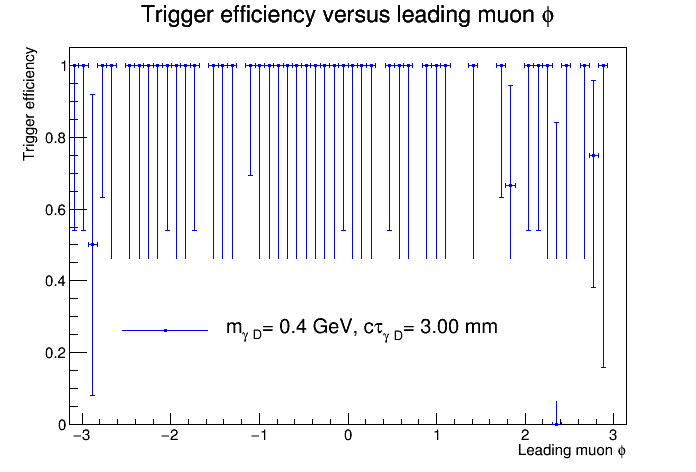 Trigger efficiency versus leading muon ϕ
Trigger efficiency
1
0.8
0.6
0.4
0.2
0
m_γ D= 0.4 GeV, cτ_γ D= 3.00 mm
−3 −2 −1 0 1 2 3
Leading muon ϕ